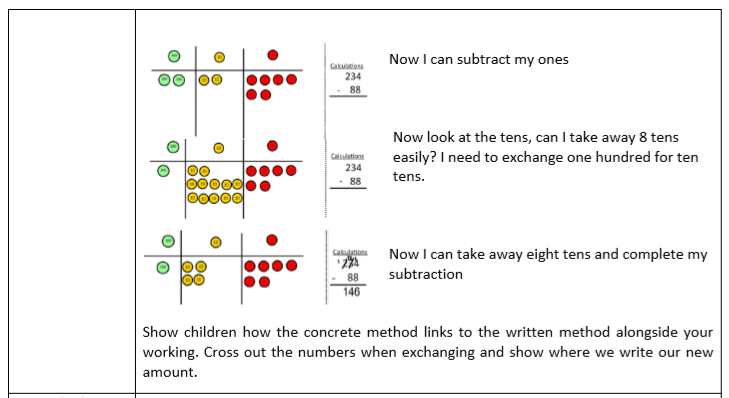 Now I can subtract my ones
Calculations
234
- 88
Now look at the tens, can I take away 8 tens
easily? I need to exchange one hundred for ten
tens.
Calculations
234
- 88
Now I can take away eight tens and complete my
subtraction
Calculations
234
- 88
146
Show children how the concrete method links to the written method alongside your
working. Cross out the numbers when exchanging and show where we write our new
amount.